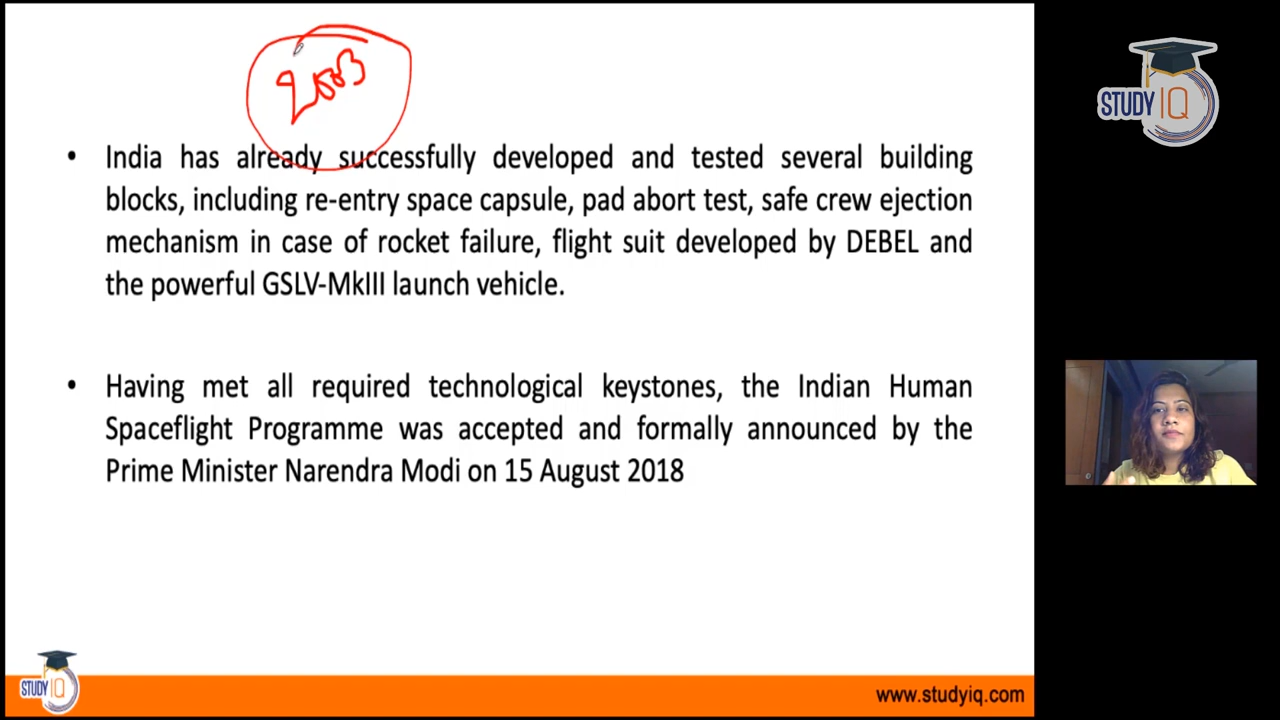 2003
STUDY IQ
• India has already successfully developed and tested several building
blocks, including re-entry space capsule, pad abort test, safe crew ejection
mechanism in case of rocket failure, flight suit developed by DEBEL and
the powerful GSLV-MkIII launch vehicle.
• Having met all required technological keystones, the Indian Human
Spaceflight Programme was accepted and formally announced by the
Prime Minister Narendra Modi on 15 August 2018
STUDY IQ
www.studyiq.com